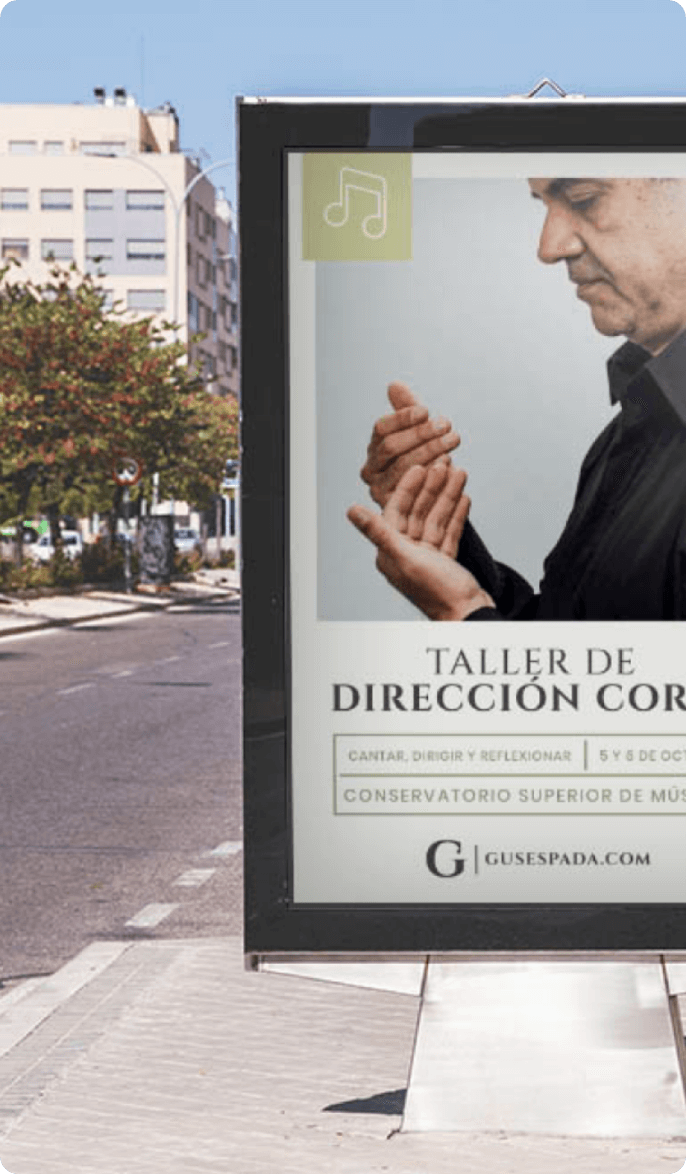 TALLER DE
DIRECCIÓN COR
CANTAR, DIRIGIR Y REFLEXIONAR | 5 Y 6 DE OCT
CONSERVATORIO SUPERIOR DE MÚS
G | GUSESPADA.COM